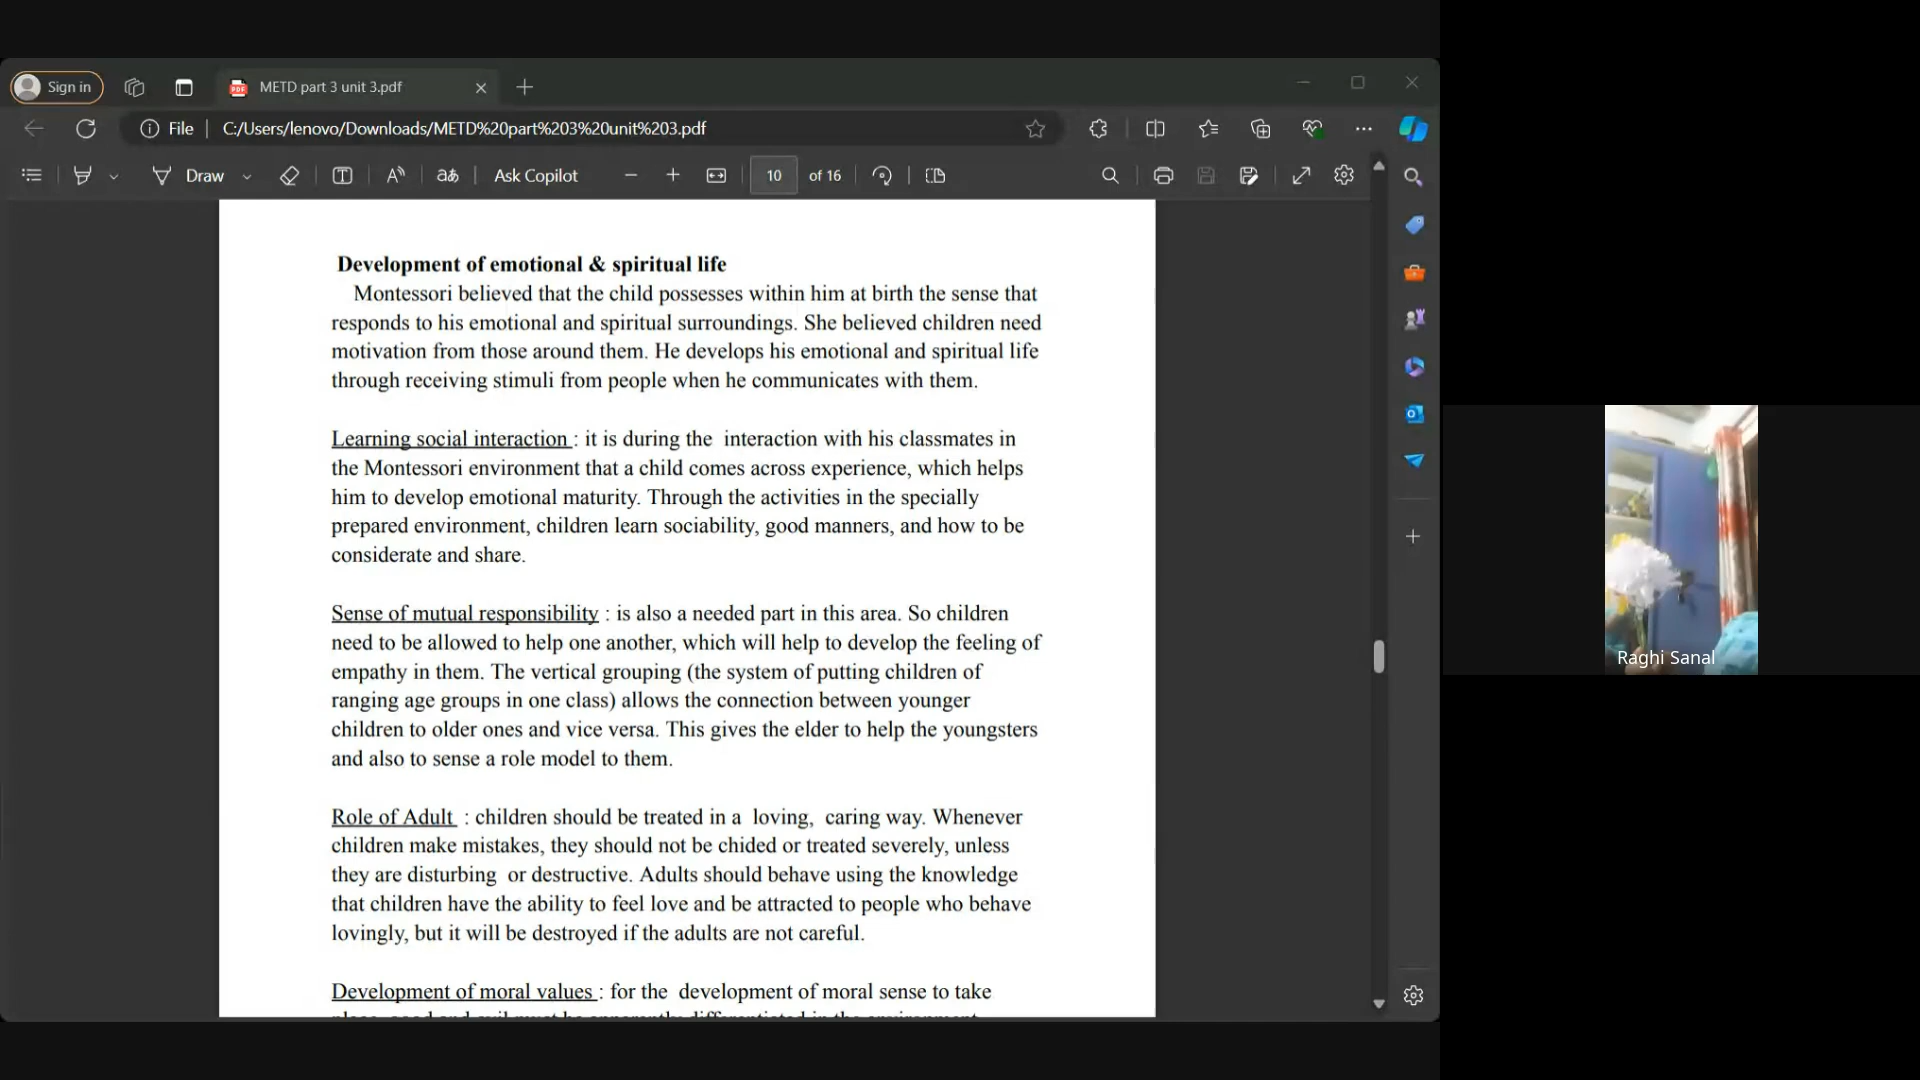 Sign in
METD part 3 unit 3.pdf
File
C:/Users/lenovo/Downloads/METD%20part%203%20unit%203.pdf
Draw
Ask Copilot
10 of 16
Development of emotional & spiritual life
Montessori believed that the child possesses within him at birth the sense that
responds to his emotional and spiritual surroundings. She believed children need
motivation from those around them. He develops his emotional and spiritual life
through receiving stimuli from people when he communicates with them.
Learning social interaction : it is during the interaction with his classmates in
the Montessori environment that a child comes across experience, which helps
him to develop emotional maturity. Through the activities in the specially
prepared environment, children learn sociability, good manners, and how to be
considerate and share.
Sense of mutual responsibility : is also a needed part in this area. So children
need to be allowed to help one another, which will help to develop the feeling of
empathy in them. The vertical grouping (the system of putting children of
ranging age groups in one class) allows the connection between younger
children to older ones and vice versa. This gives the elder to help the youngsters
and also to sense a role model to them.
Role of Adult : children should be treated in a loving, caring way. Whenever
children make mistakes, they should not be chided or treated severely, unless
they are disturbing or destructive. Adults should behave using the knowledge
that children have the ability to feel love and be attracted to people who behave
lovingly, but it will be destroyed if the adults are not careful.
Development of moral values : for the development of moral sense to take
Raghi Sanal